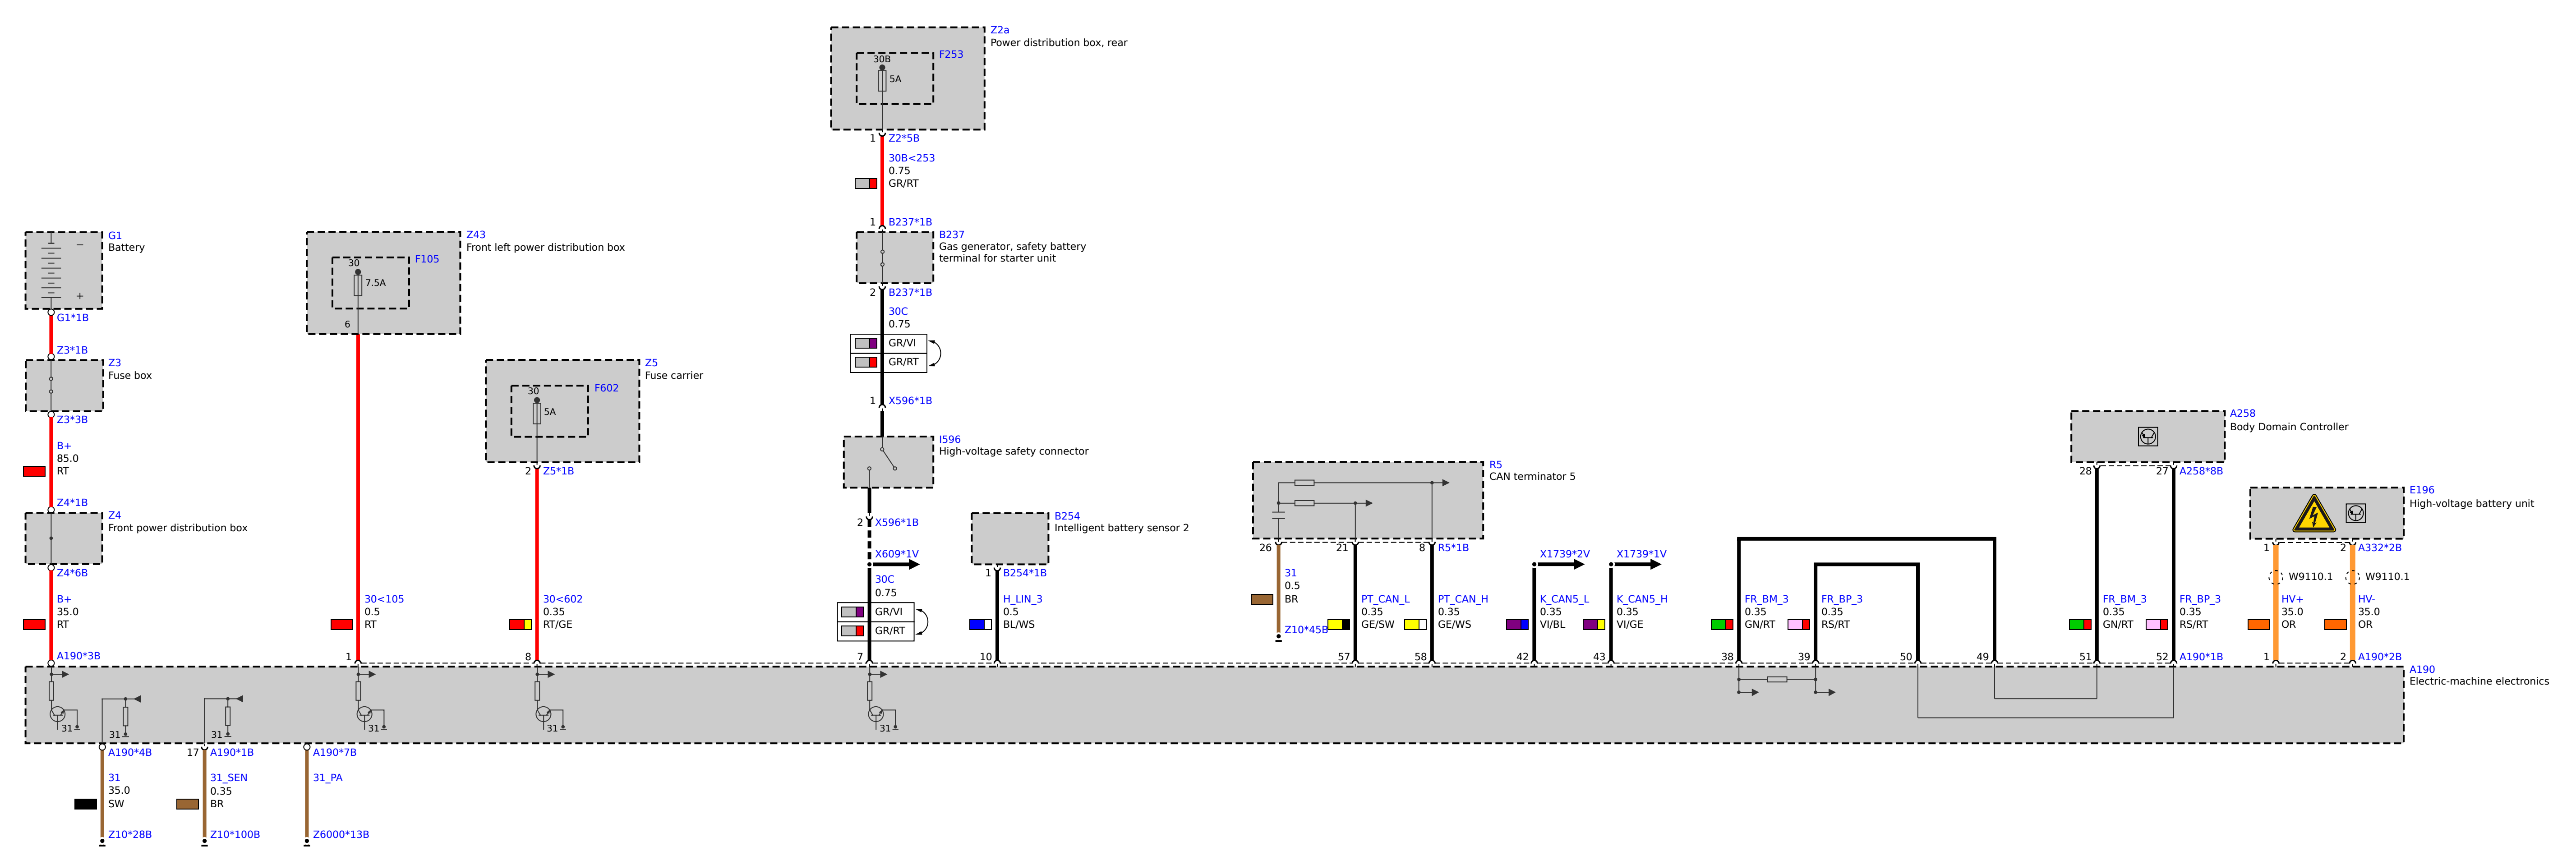 Z2a
Power distribution box, rear
F253
30B
5A
1 Z2*5B
30B<253
0.75
GR/RT
1 B237*1B
B237
Gas generator, safety battery
terminal for starter unit
2 B237*1B
30C
0.75
GR/VI
GR/RT
1 X596*1B
I596
High-voltage safety connector
2 X596*1B
X609*1V
30C
0.75
GR/VI
GR/RT
7
G1
Battery
−
+
G1*1B
Z3*1B
Z3
Fuse box
Z3*3B
B+
85.0
RT
Z4*1B
Z4
Front power distribution box
Z4*6B
B+
35.0
RT
A190*3B
Z43
Front left power distribution box
F105
30
7.5A
6
30<105
0.5
RT
1
Z5
Fuse carrier
F602
30
5A
2 Z5*1B
30<602
0.35
RT/GE
8
B254
Intelligent battery sensor 2
1 B254*1B
H_LIN_3
0.5
BL/WS
10
R5
CAN terminator 5
26
21
8 R5*1B
31
0.5
BR
Z10*45B
PT_CAN_L
0.35
GE/SW
57
PT_CAN_H
0.35
GE/WS
58
X1739*2V
K_CAN5_L
0.35
VI/BL
42
X1739*1V
K_CAN5_H
0.35
VI/GE
43
FR_BM_3
0.35
GN/RT
38
FR_BP_3
0.35
RS/RT
39
50
49
A258
Body Domain Controller
28
27 A258*8B
FR_BM_3
0.35
GN/RT
51
FR_BP_3
0.35
RS/RT
52 A190*1B
E196
High-voltage battery unit
1
2 A332*2B
W9110.1
W9110.1
HV+
35.0
OR
1
HV-
35.0
OR
2 A190*2B
A190
Electric-machine electronics
31
31
31
31
31
31
A190*4B
31
35.0
SW
Z10*28B
17 A190*1B
31_SEN
0.35
BR
Z10*100B
A190*7B
31_PA
Z6000*13B